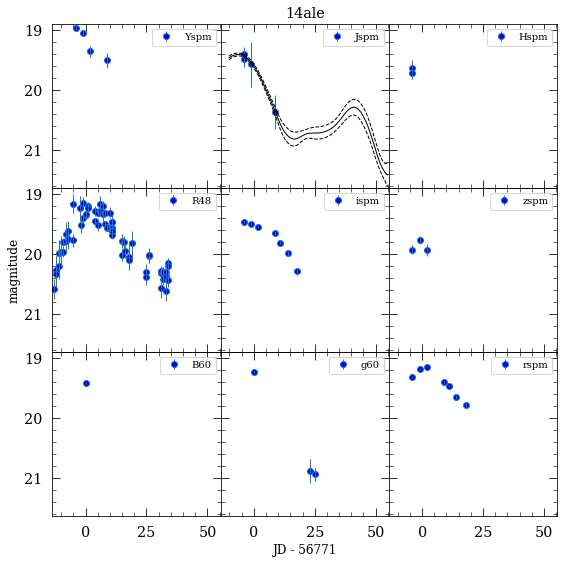 14ale
19 Yspm Jspm Hspm
20
21
19 R48 ispm zspm
20
magnitude
21
19 B60 g60 rspm
20
21
0 25 50 0 25 50 0 25 50
JD - 56771